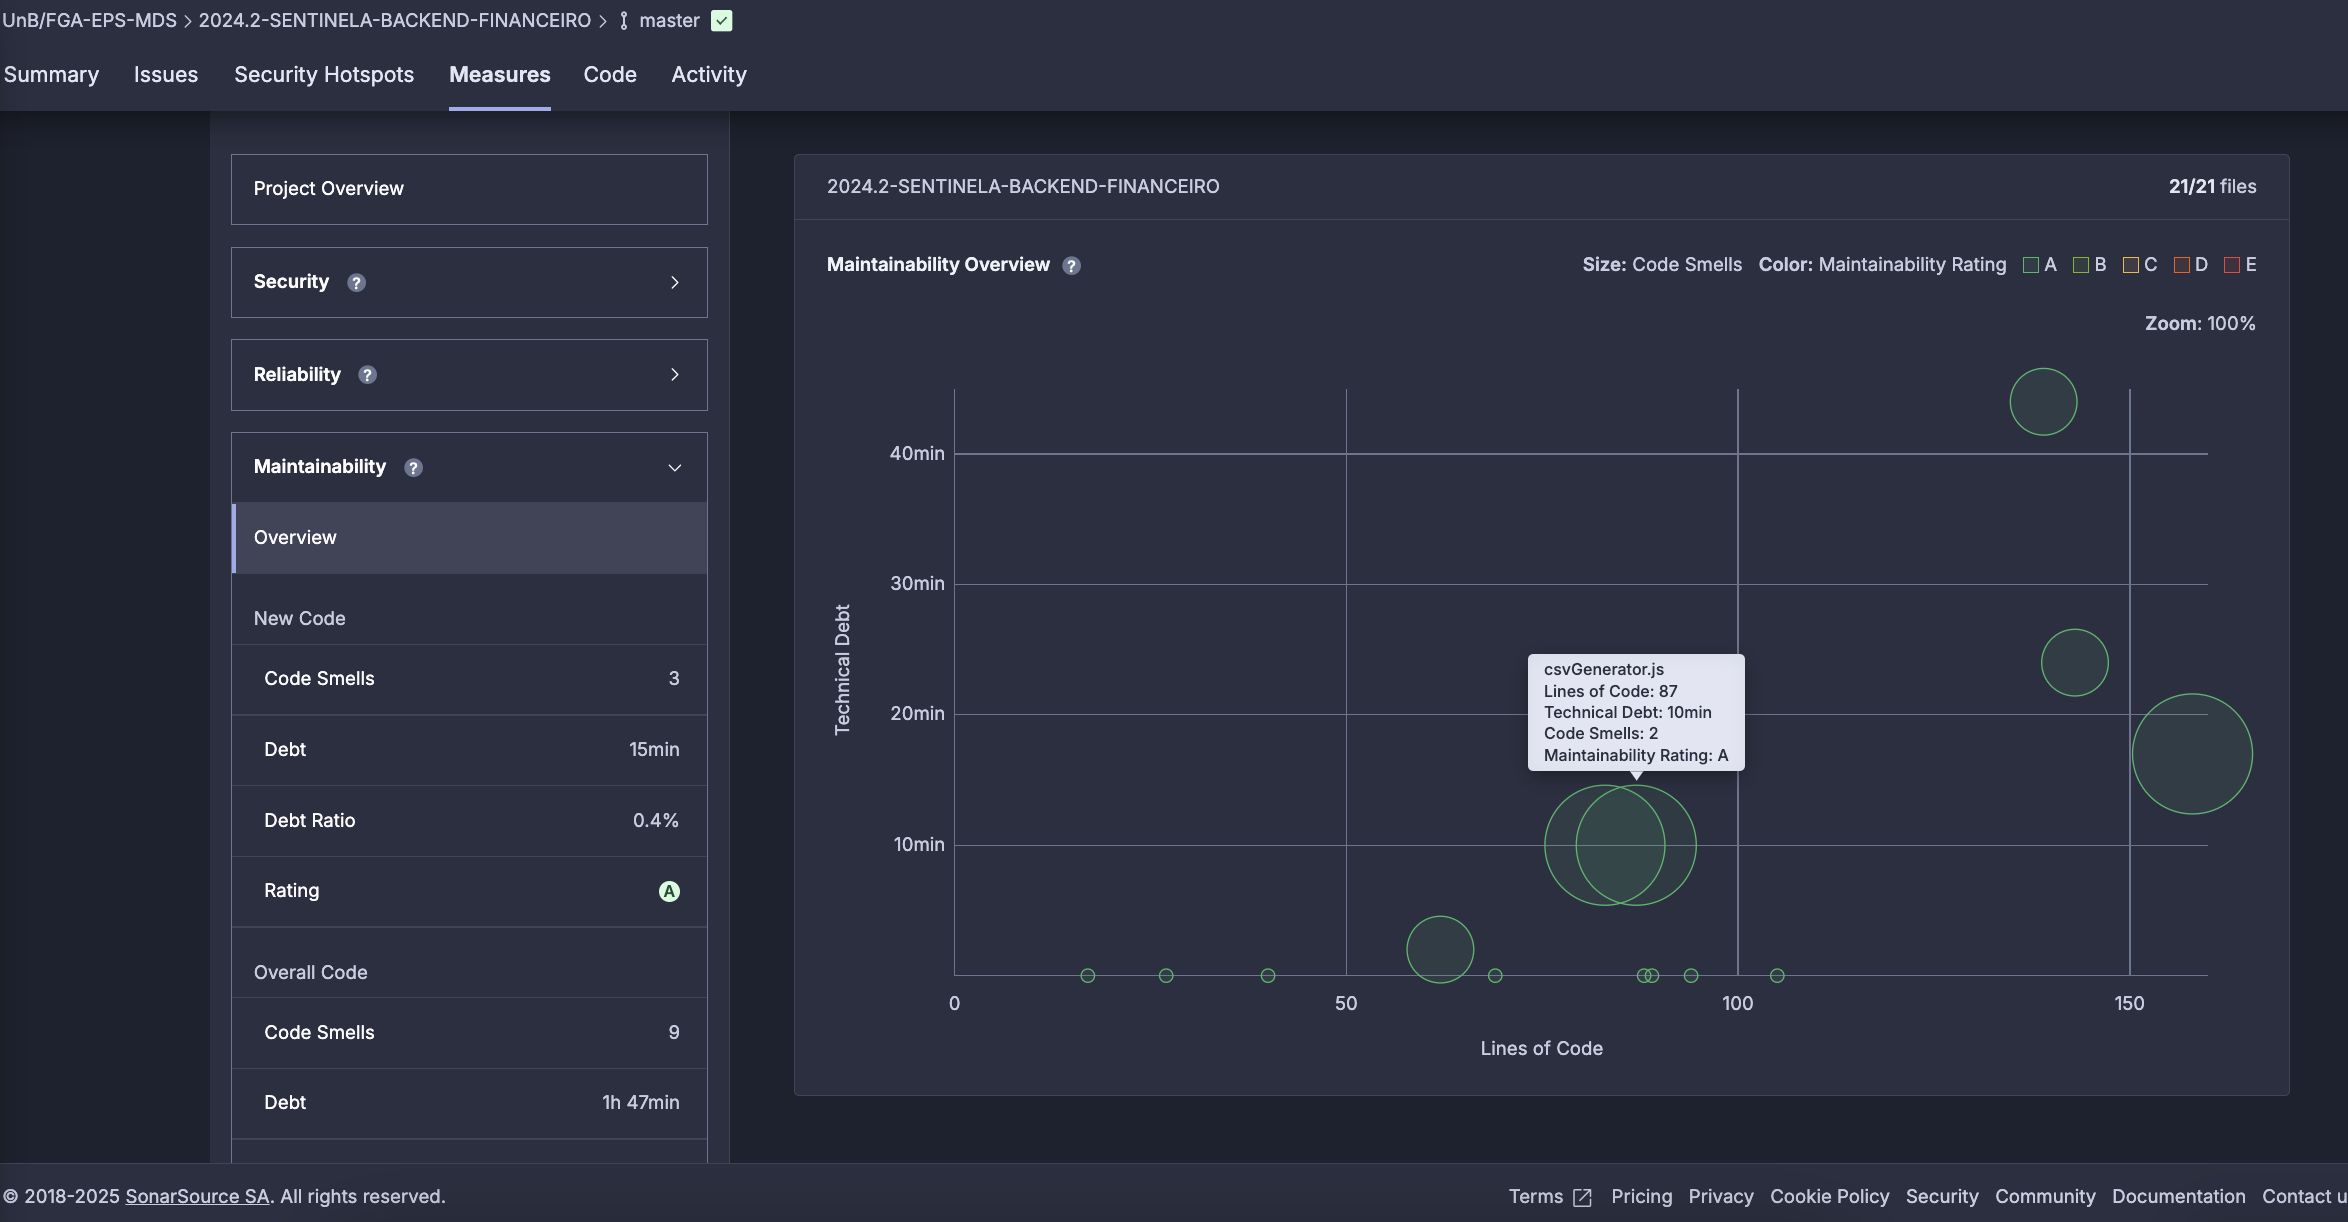 UnB/FGA-EPS-MDS > 2024.2-SENTINELA-BACKEND-FINANCEIRO > master
Summary Issues Security Hotspots Measures Code Activity
Project Overview
Security ?
Reliability ?
Maintainability ?
Overview
New Code
Code Smells 3
Debt 15min
Debt Ratio 0.4%
Rating A
Overall Code
Code Smells 9
Debt 1h 47min
2024.2-SENTINELA-BACKEND-FINANCEIRO 21/21 files
Maintainability Overview ? Size: Code Smells Color: Maintainability Rating A B C D E
Zoom: 100%
Technical Debt
40min
30min
20min
10min
csvGenerator.js
Lines of Code: 87
Technical Debt: 10min
Code Smells: 2
Maintainability Rating: A
0 50 100 150
Lines of Code
© 2018-2025 SonarSource SA. All rights reserved.
Terms Pricing Privacy Cookie Policy Security Community Documentation Contact u